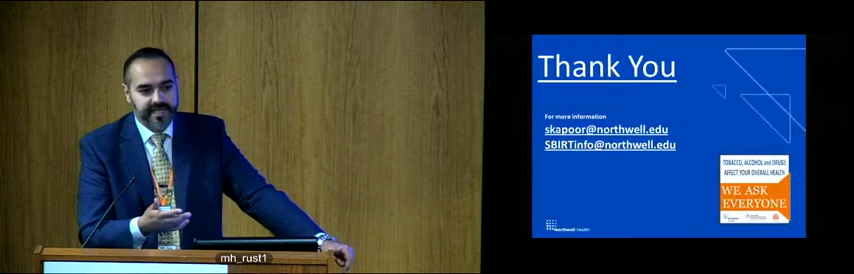 Thank You
For more information
skapoor@northwell.edu
SBIRTinfo@northwell.edu
TOBACCO, ALCOHOL and DRUGS
AFFECT YOUR OVERALL HEALTH
WE ASK
EVERYONE
Northwell Health
mh_rust1